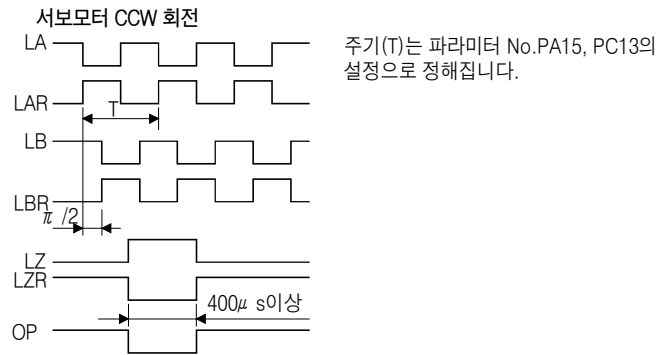 서보모터 CCW 회전
LA
주기(T)는 파라미터 No.PA15, PC13의
설정으로 정해집니다.
LAR
T
LB
LBR
π /2
LZ
LZR
400μ s이상
OP